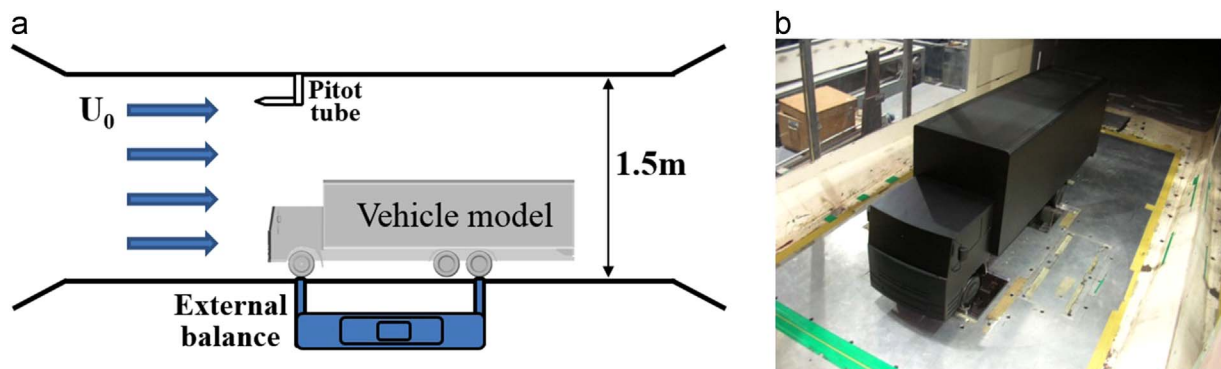 a
b
U₀
Pitot
tube
1.5m
Vehicle model
External
balance